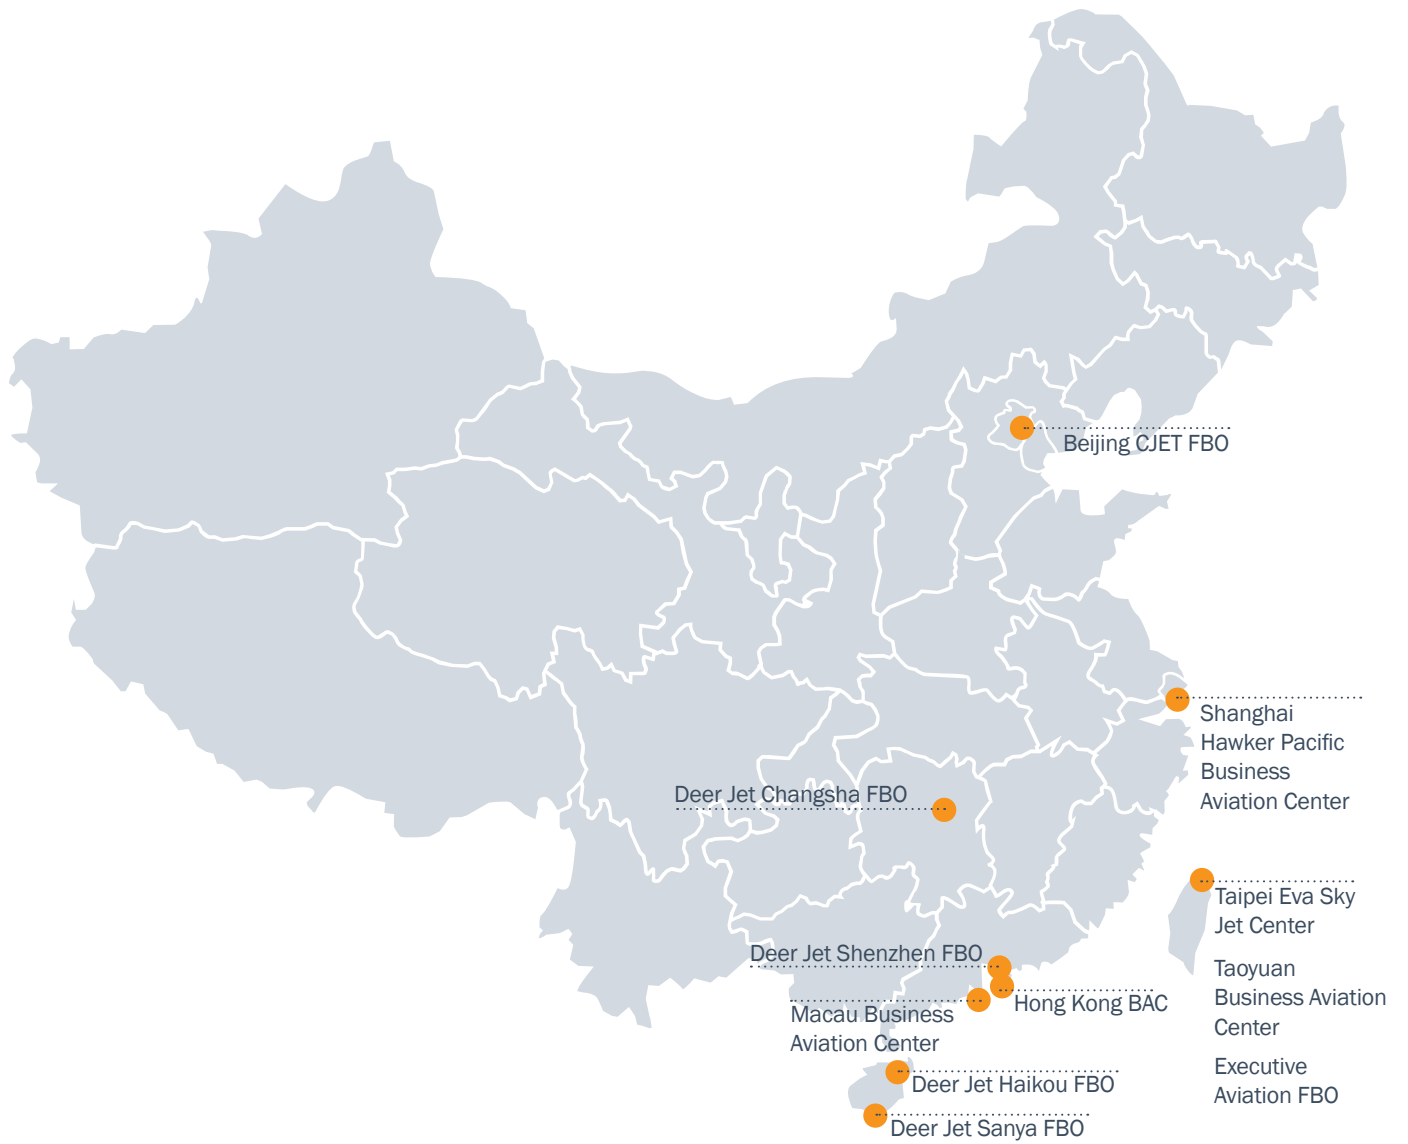 Beijing CJET FBO
Shanghai
Hawker Pacific
Business
Aviation Center
Deer Jet Changsha FBO
Taipei Eva Sky
Jet Center
Taoyuan
Business Aviation
Center
Executive
Aviation FBO
Deer Jet Shenzhen FBO
Hong Kong BAC
Macau Business
Aviation Center
Deer Jet Haikou FBO
Deer Jet Sanya FBO